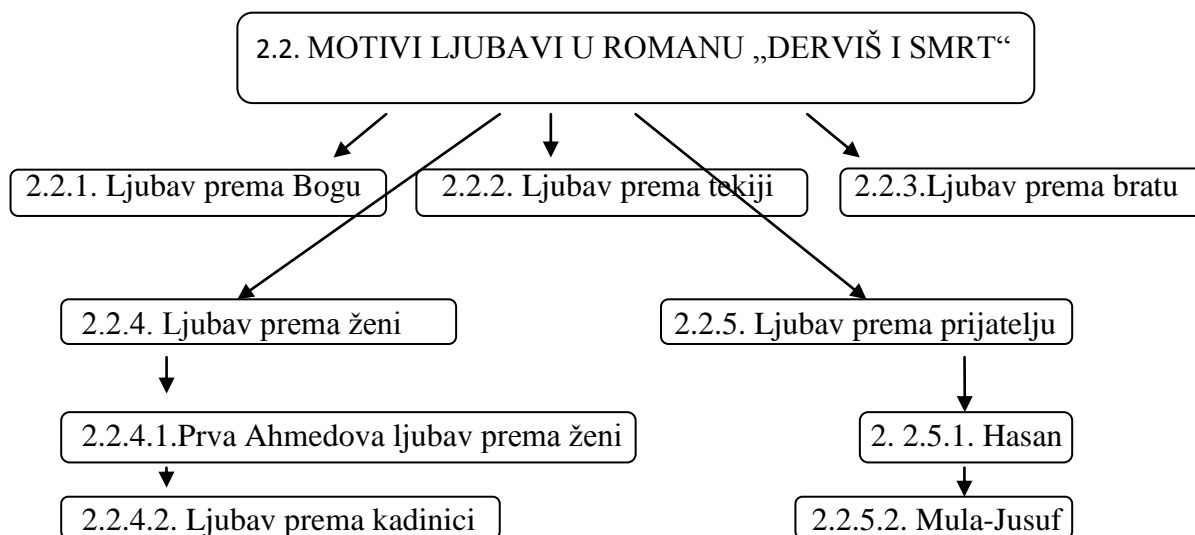 2.2. MOTIVI LJUBAVI U ROMANU „DERVIŠ I SMRT“
2.2.1. Ljubav prema Bogu
2.2.2. Ljubav prema tekiji
2.2.3.Ljubav prema bratu
2.2.4. Ljubav prema ženi
2.2.5. Ljubav prema prijatelju
2.2.4.1.Prva Ahmedova ljubav prema ženi
2. 2.5.1. Hasan
2.2.4.2. Ljubav prema kadinici
2.2.5.2. Mula-Jusuf